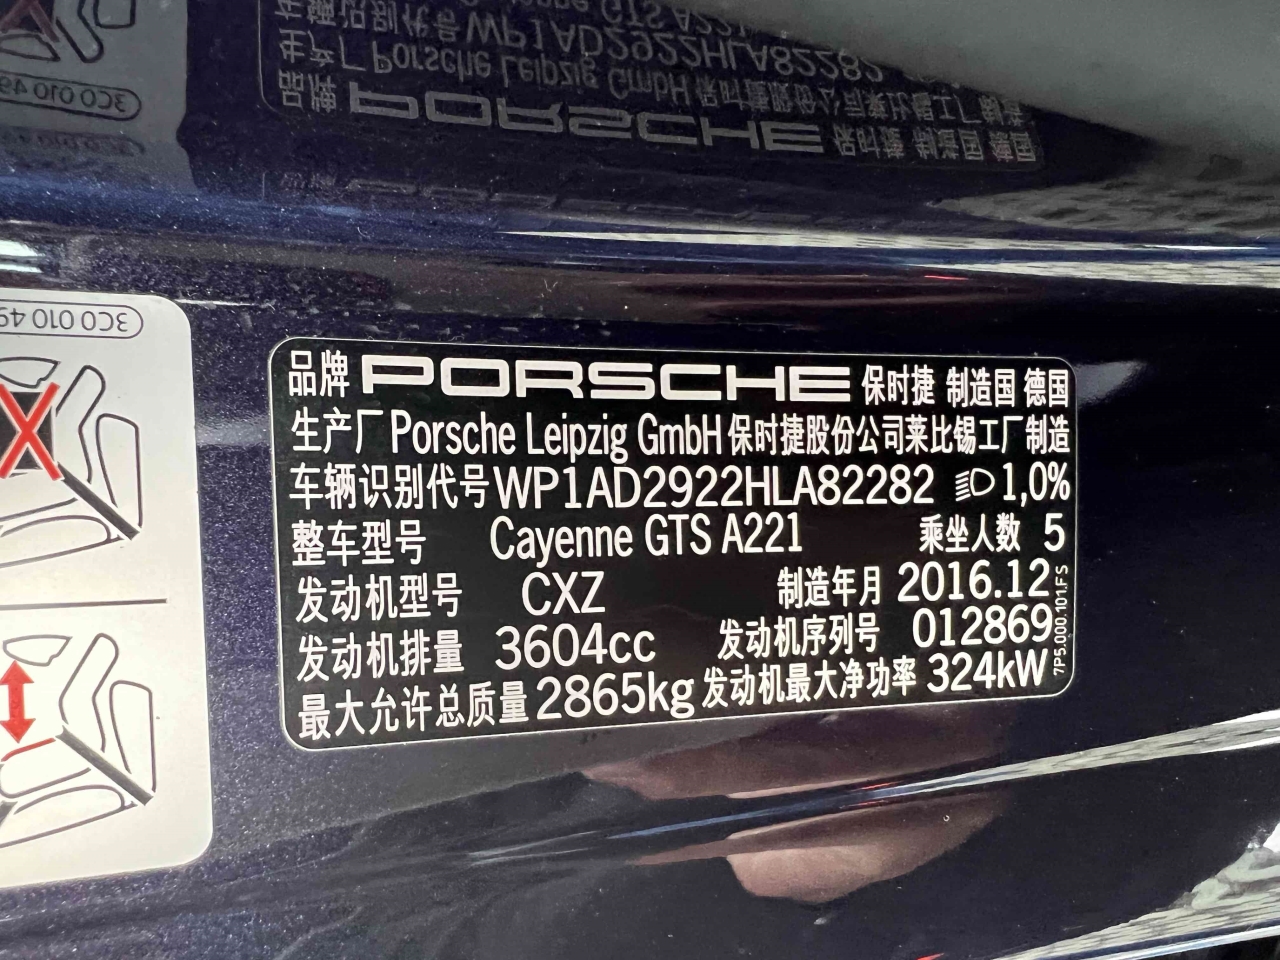 3C0 010 49
品牌 PORSCHE 保时捷 制造国 德国
生产厂 Porsche Leipzig GmbH 保时捷股份公司莱比锡工厂制造
车辆识别代号 WP1AD2922HLA82282 1,0%
整车型号 Cayenne GTS A221 乘坐人数 5
发动机型号 CXZ 制造年月 2016.12
发动机排量 3604cc 发动机序列号 012869
最大允许总质量 2865kg 发动机最大净功率 324kW
7P5.000.101.FS